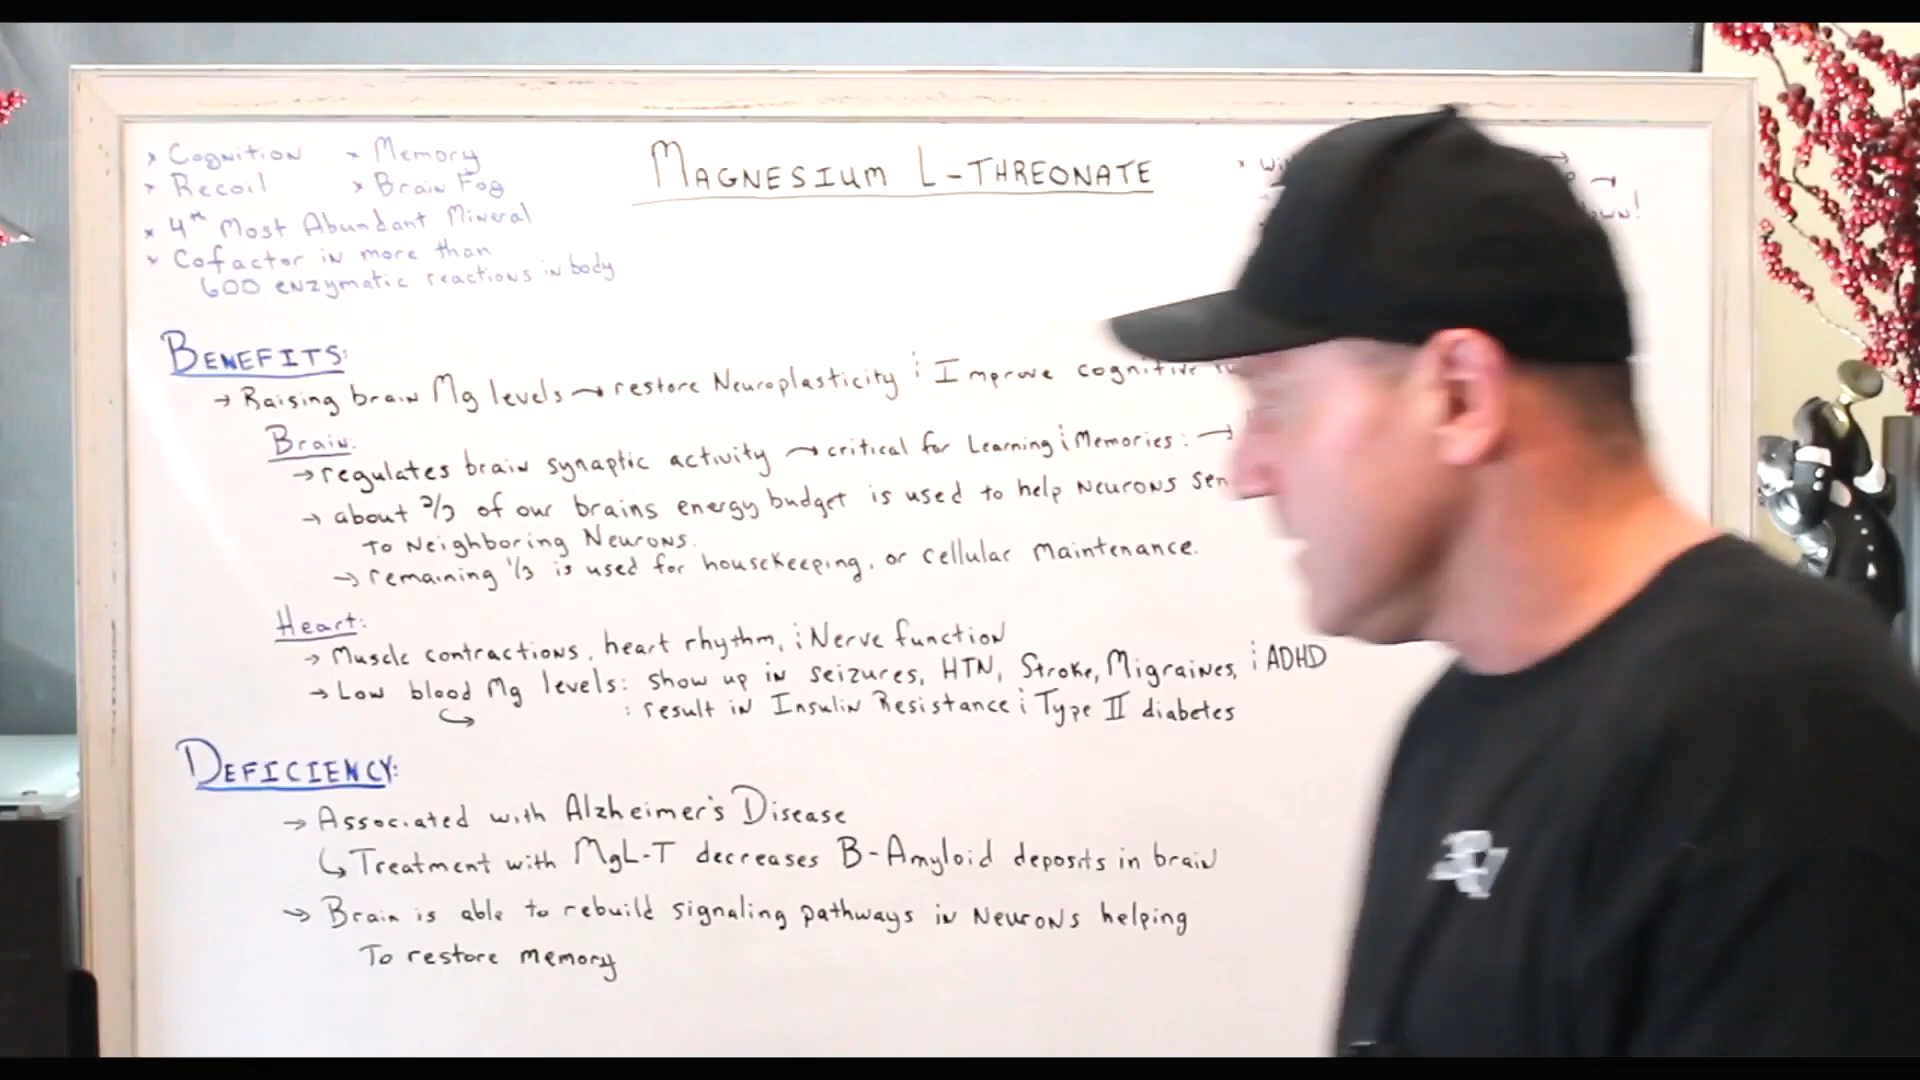 Magnesium L-Threonate
> Cognition
> Recoil
* Memory
> Brain Fog
* 4th Most Abundant Mineral
* Cofactor in more than
600 enzymatic reactions in body
* Wi
own!
Benefits:
→ Raising brain Mg levels → restore Neuroplasticity & Improve cognitive
Brain:
→ regulates brain synaptic activity → critical for Learning & Memories: →
→ about 2/3 of our brains energy budget is used to help Neurons sen
To Neighboring Neurons.
→ remaining 1/3 is used for housekeeping, or cellular maintenance.
Heart:
→ Muscle contractions, heart rhythm, & Nerve function
→ Low blood Mg levels: show up in seizures, HTN, Stroke, Migraines, & ADHD
: result in Insulin Resistance & Type II diabetes
Deficiency:
→ Associated with Alzheimer's Disease
↳ Treatment with MgL-T decreases B-Amyloid deposits in brain
→ Brain is able to rebuild signaling pathways in Neurons helping
To restore memory